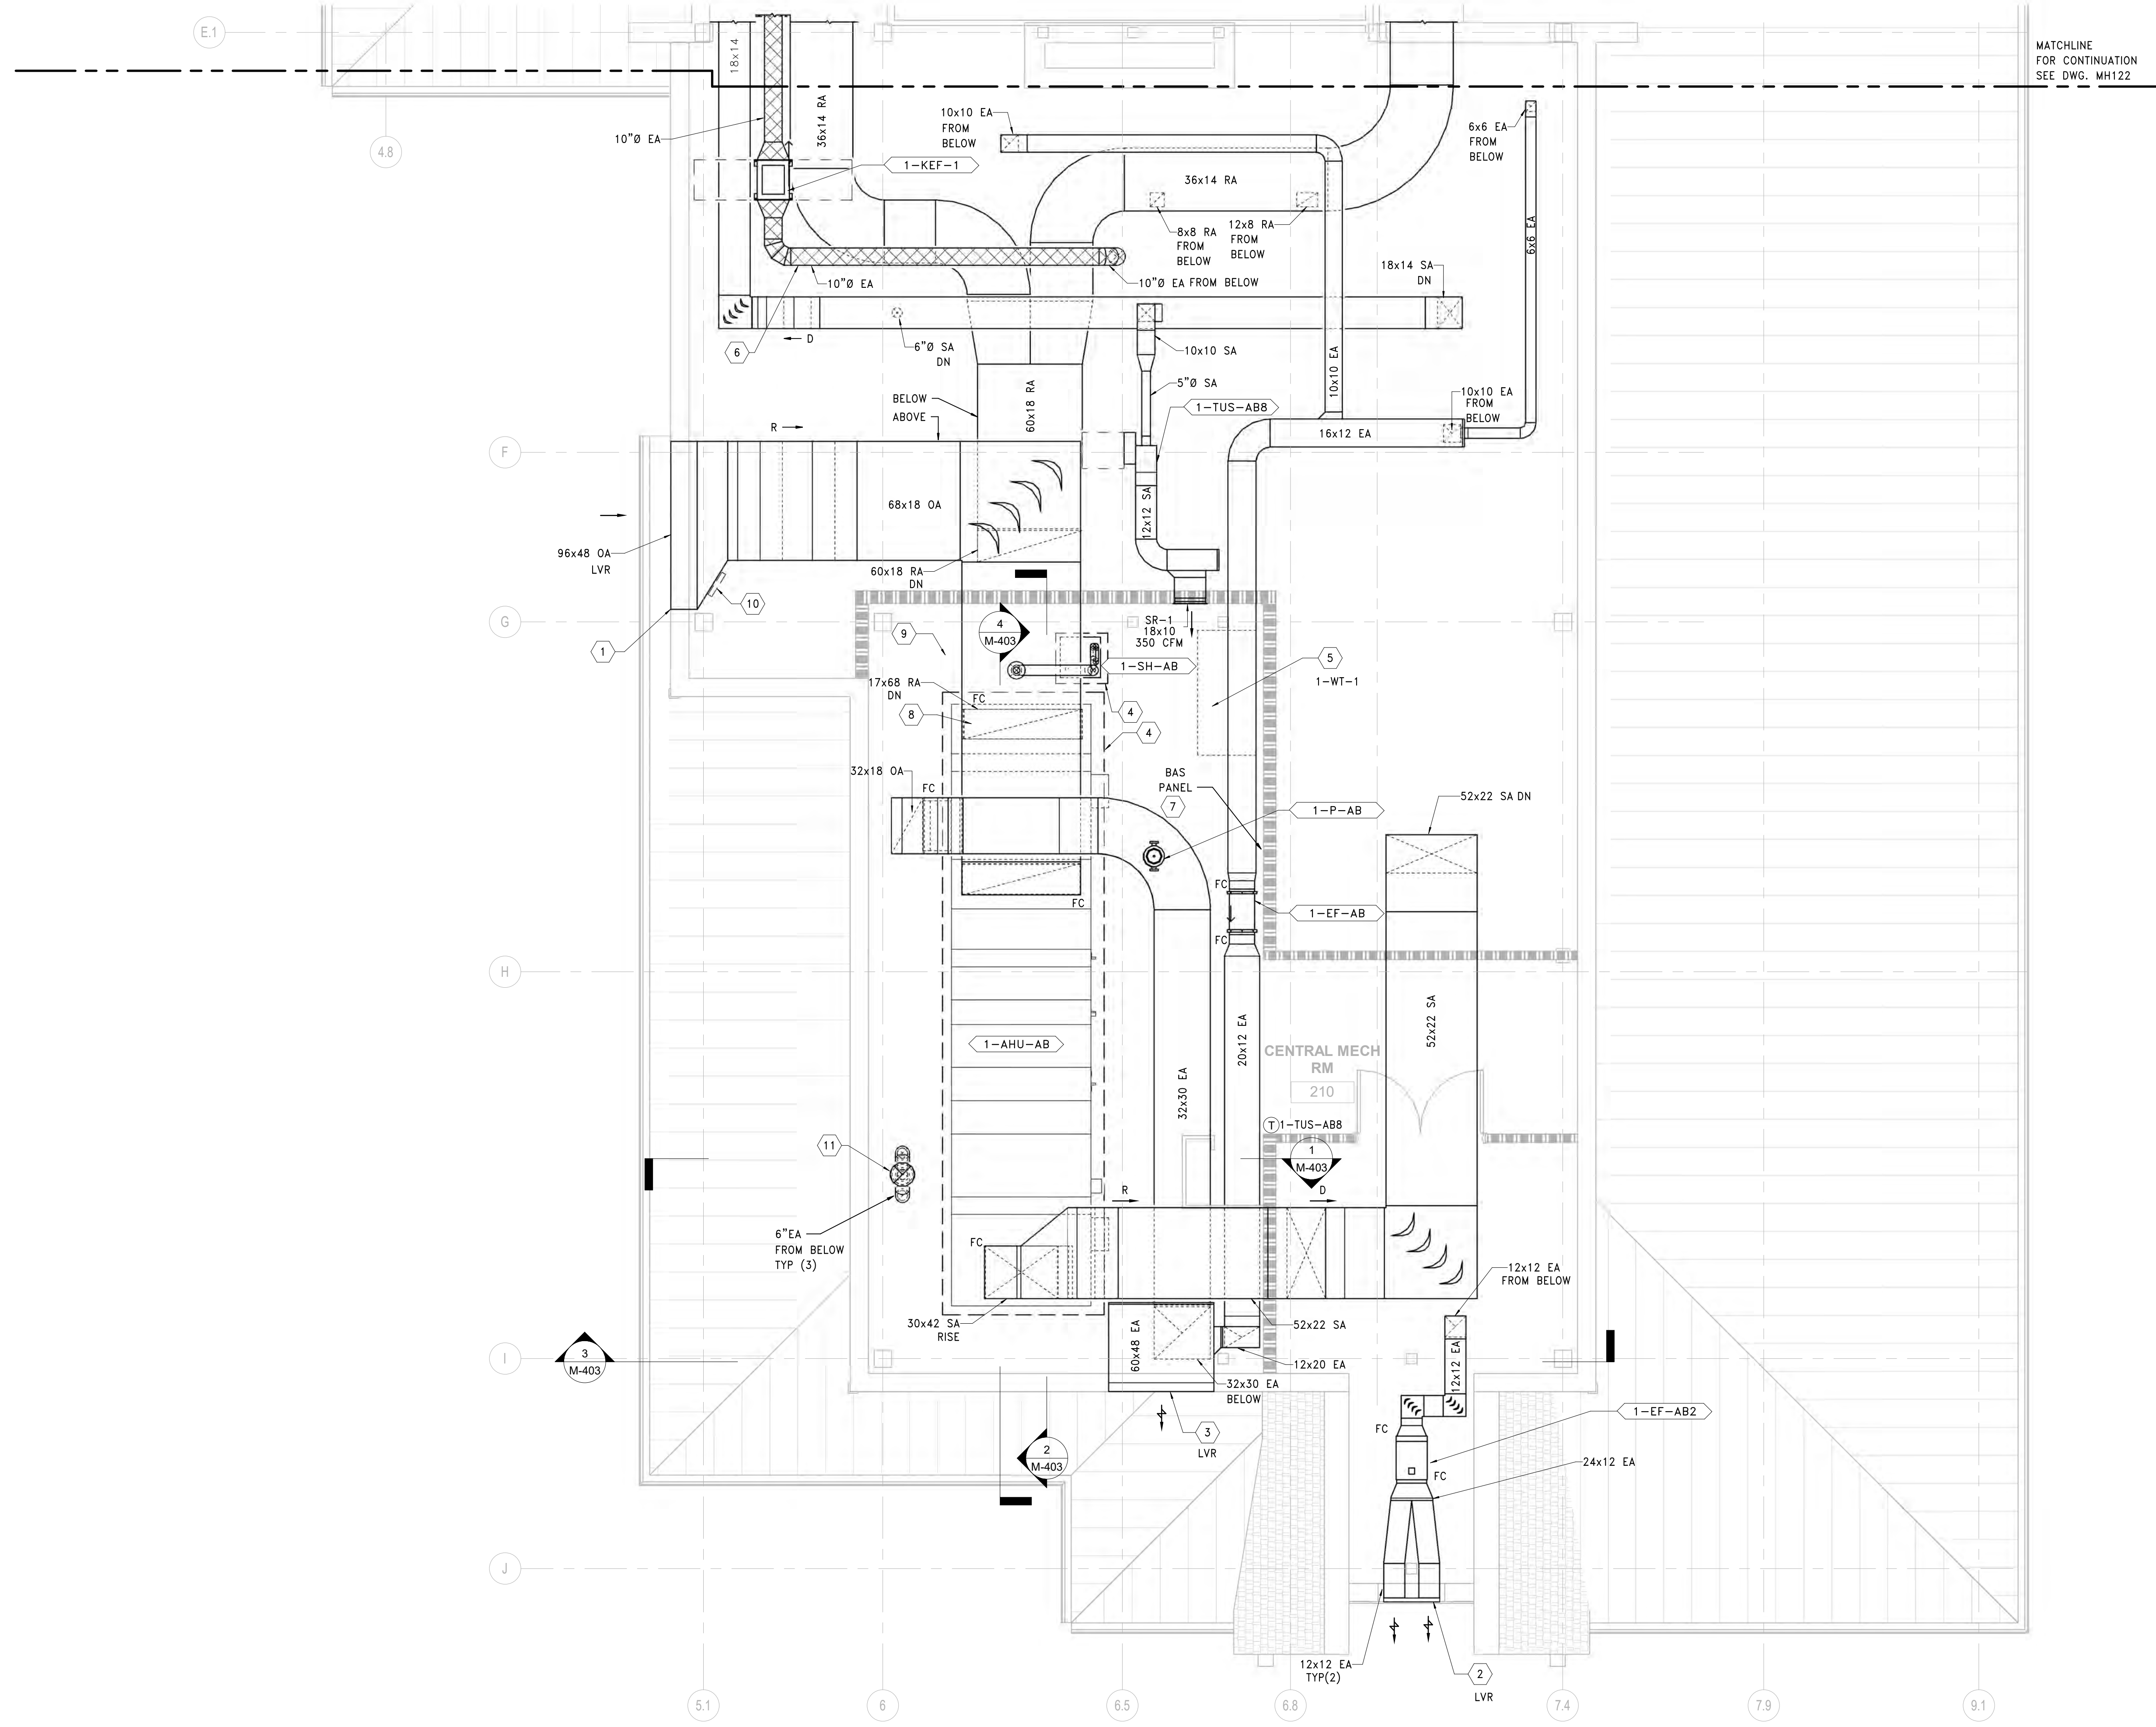 E.1
18x14
36x14 RA
MATCHLINE
FOR CONTINUATION
SEE DWG. MH122
4.8
10"Ø EA
10x10 EA
FROM
BELOW
6x6 EA
FROM
BELOW
1-KEF-1
36x14 RA
8x8 RA
FROM
BELOW
12x8 RA
FROM
BELOW
6x6 EA
10"Ø EA
10"Ø EA FROM BELOW
18x14 SA
DN
6
D
6"Ø SA
DN
10x10 SA
10x10 EA
5"Ø SA
60x18 RA
BELOW
ABOVE
1-TUS-AB8
10x10 EA
FROM
BELOW
R
16x12 EA
F
68x18 OA
12x12 SA
96x48 OA
LVR
60x18 RA
DN
10
G
1
9
4
M-403
SR-1
18x10
350 CFM
1-SH-AB
5
1-WT-1
17x68 RA
DN
FC
8
4
4
32x18 OA
FC
BAS
PANEL
7
1-P-AB
52x22 SA DN
FC
FC
1-EF-AB
FC
H
52x22 SA
1-AHU-AB
20x12 EA
CENTRAL MECH
RM
210
32x30 EA
T
1-TUS-AB8
11
1
M-403
R
D
6"EA
FROM BELOW
TYP (3)
FC
12x12 EA
FROM BELOW
30x42 SA
RISE
52x22 SA
60x48 EA
3
M-403
I
12x20 EA
12x12 EA
32x30 EA
BELOW
1-EF-AB2
3
LVR
FC
2
M-403
24x12 EA
FC
J
12x12 EA
TYP(2)
2
LVR
5.1
6
6.5
6.8
7.4
7.9
9.1